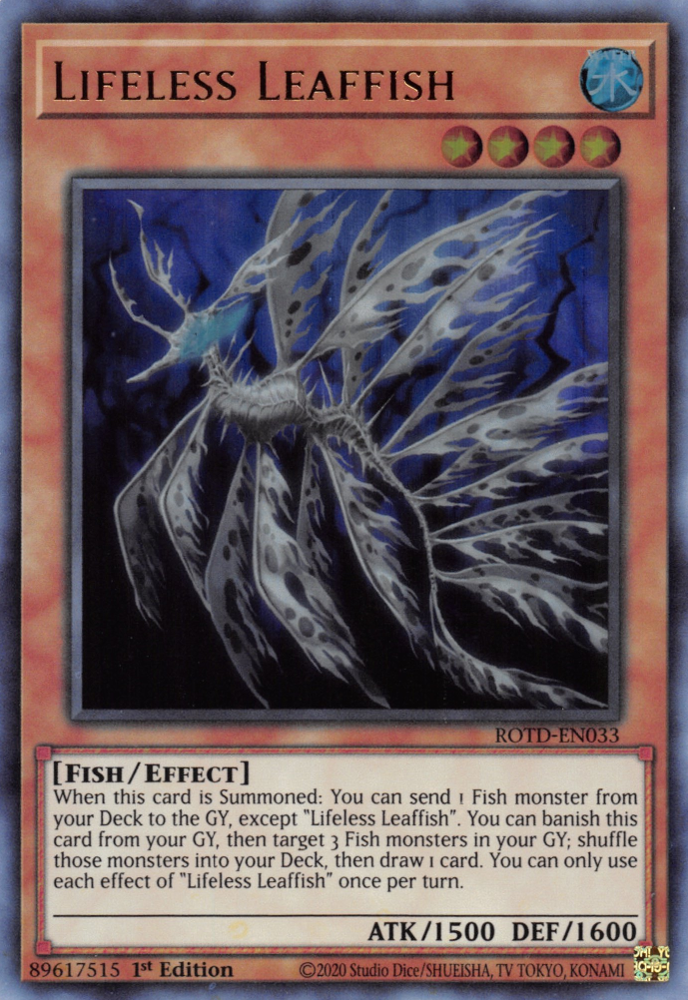 Lifeless Leaffish
WATER
水
ROTD-EN033
[Fish/Effect]
When this card is Summoned: You can send 1 Fish monster from
your Deck to the GY, except "Lifeless Leaffish". You can banish this
card from your GY, then target 3 Fish monsters in your GY; shuffle
those monsters into your Deck, then draw 1 card. You can only use
each effect of "Lifeless Leaffish" once per turn.
ATK/1500 DEF/1600
89617515 1st Edition
©2020 Studio Dice/SHUEISHA, TV TOKYO, KONAMI